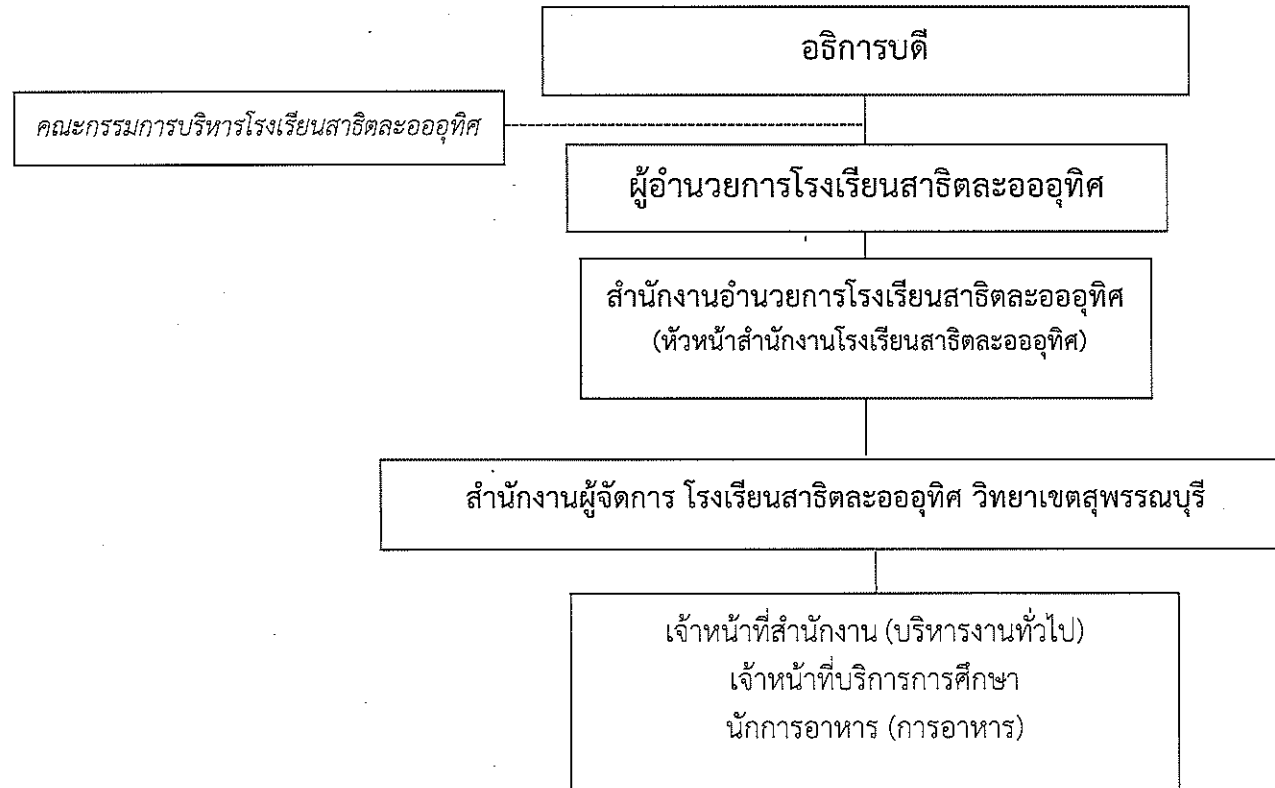 อธิการบดี
คณะกรรมการบริหารโรงเรียนสาธิตละอออุทิศ
ผู้อำนวยการโรงเรียนสาธิตละอออุทิศ
สำนักงานอำนวยการโรงเรียนสาธิตละอออุทิศ
(หัวหน้าสำนักงานโรงเรียนสาธิตละอออุทิศ)
สำนักงานผู้จัดการ โรงเรียนสาธิตละอออุทิศ วิทยาเขตสุพรรณบุรี
เจ้าหน้าที่สำนักงาน (บริหารงานทั่วไป)
เจ้าหน้าที่บริการการศึกษา
นักการอาหาร (การอาหาร)